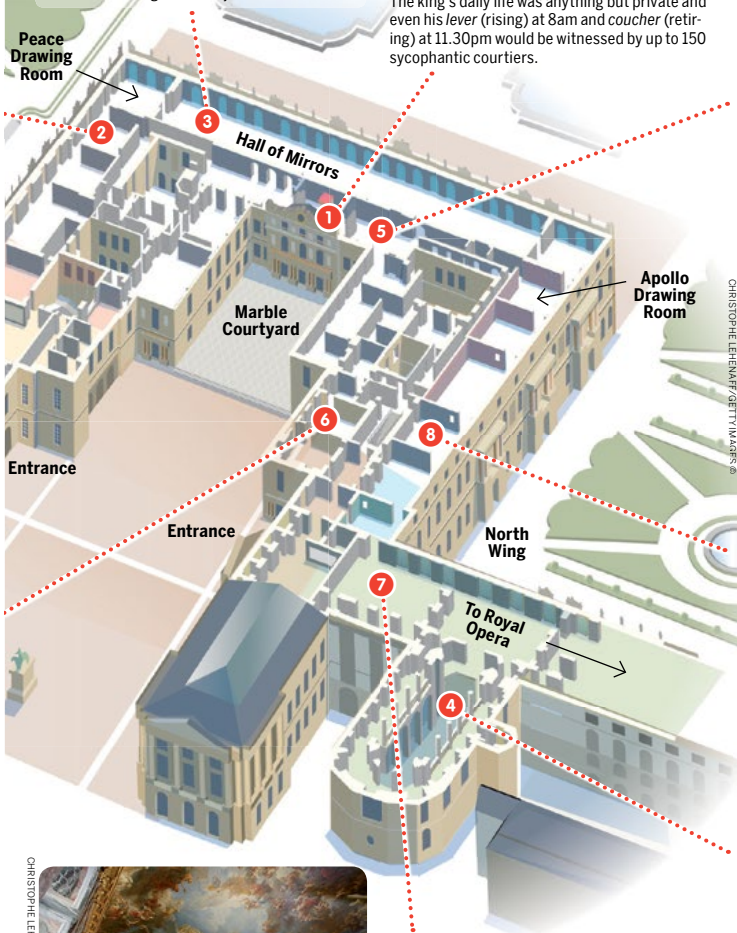 The king's daily life was anything but private and
even his lever (rising) at 8am and coucher (retir-
ing) at 11.30pm would be witnessed by up to 150
sycophantic courtiers.
Peace
Drawing
Room
3
2
Hall of Mirrors
1
5
Apollo
Drawing
Room
Marble
Courtyard
CHRISTOPHE LEHENAFF/GETTY IMAGES ©
6
8
Entrance
Entrance
North
Wing
7
To Royal
Opera
4